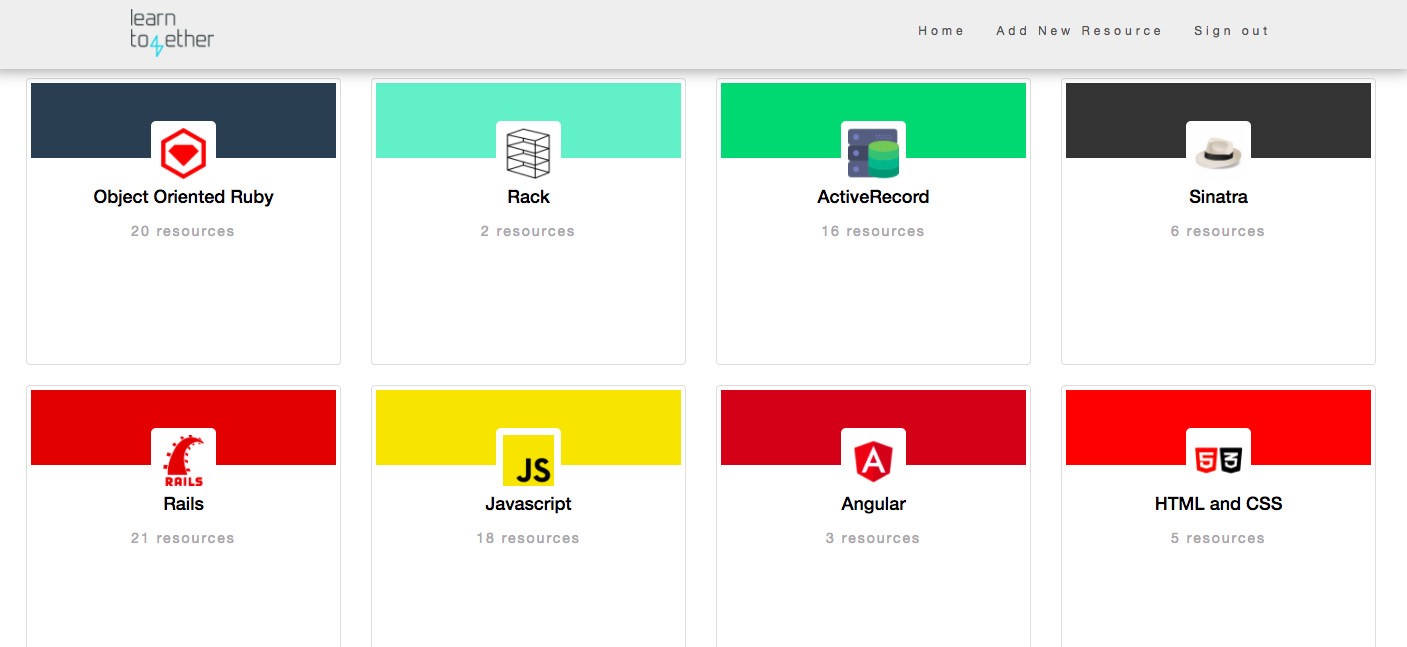 learn
to4ether
Home Add New Resource Sign out
Object Oriented Ruby Rack ActiveRecord Sinatra
20 resources 2 resources 16 resources 6 resources
RAILS JS A 5 3
Rails Javascript Angular HTML and CSS
21 resources 18 resources 3 resources 5 resources